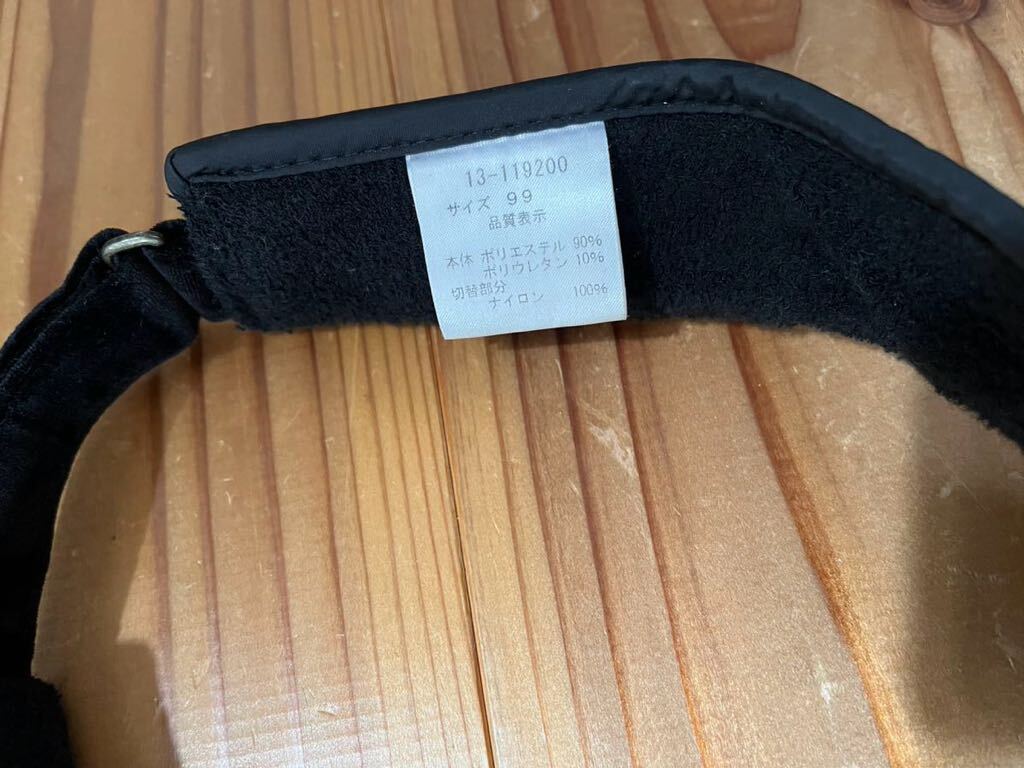 13-119200
サイズ 99
品質表示
本体 ポリエステル 90%
ポリウレタン 10%
切替部分
ナイロン 100%